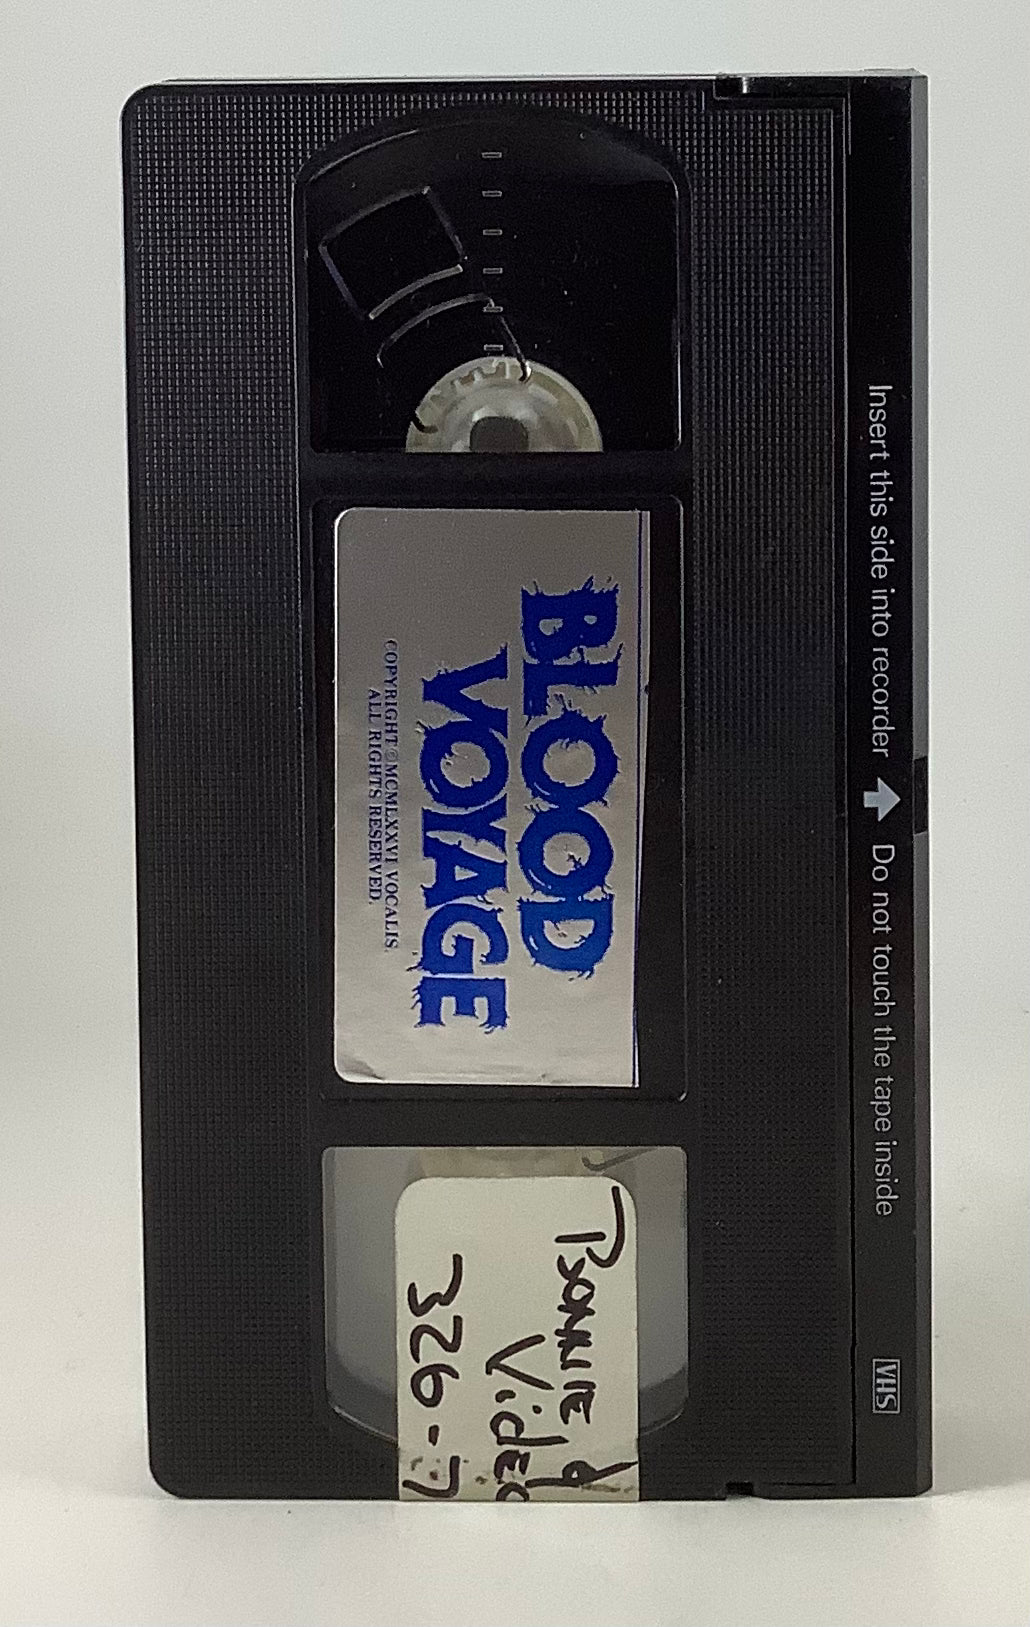 Insert this side into recorder ⬆ Do not touch the tape inside
VHS
BLOOD
VOYAGE
COPYRIGHT © MCMLXXVI VOCALIS.
ALL RIGHTS RESERVED.
Video
326-7